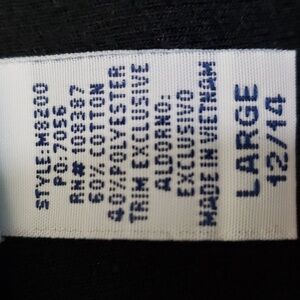 STYLE:M8200
PO:7056
RN# 108387
60% COTTON
40%POLYESTER
TRIM EXCLUSIVE
ALDORNO:
EXCLUSIVO
MADE IN VIETNAM
LARGE
12/14